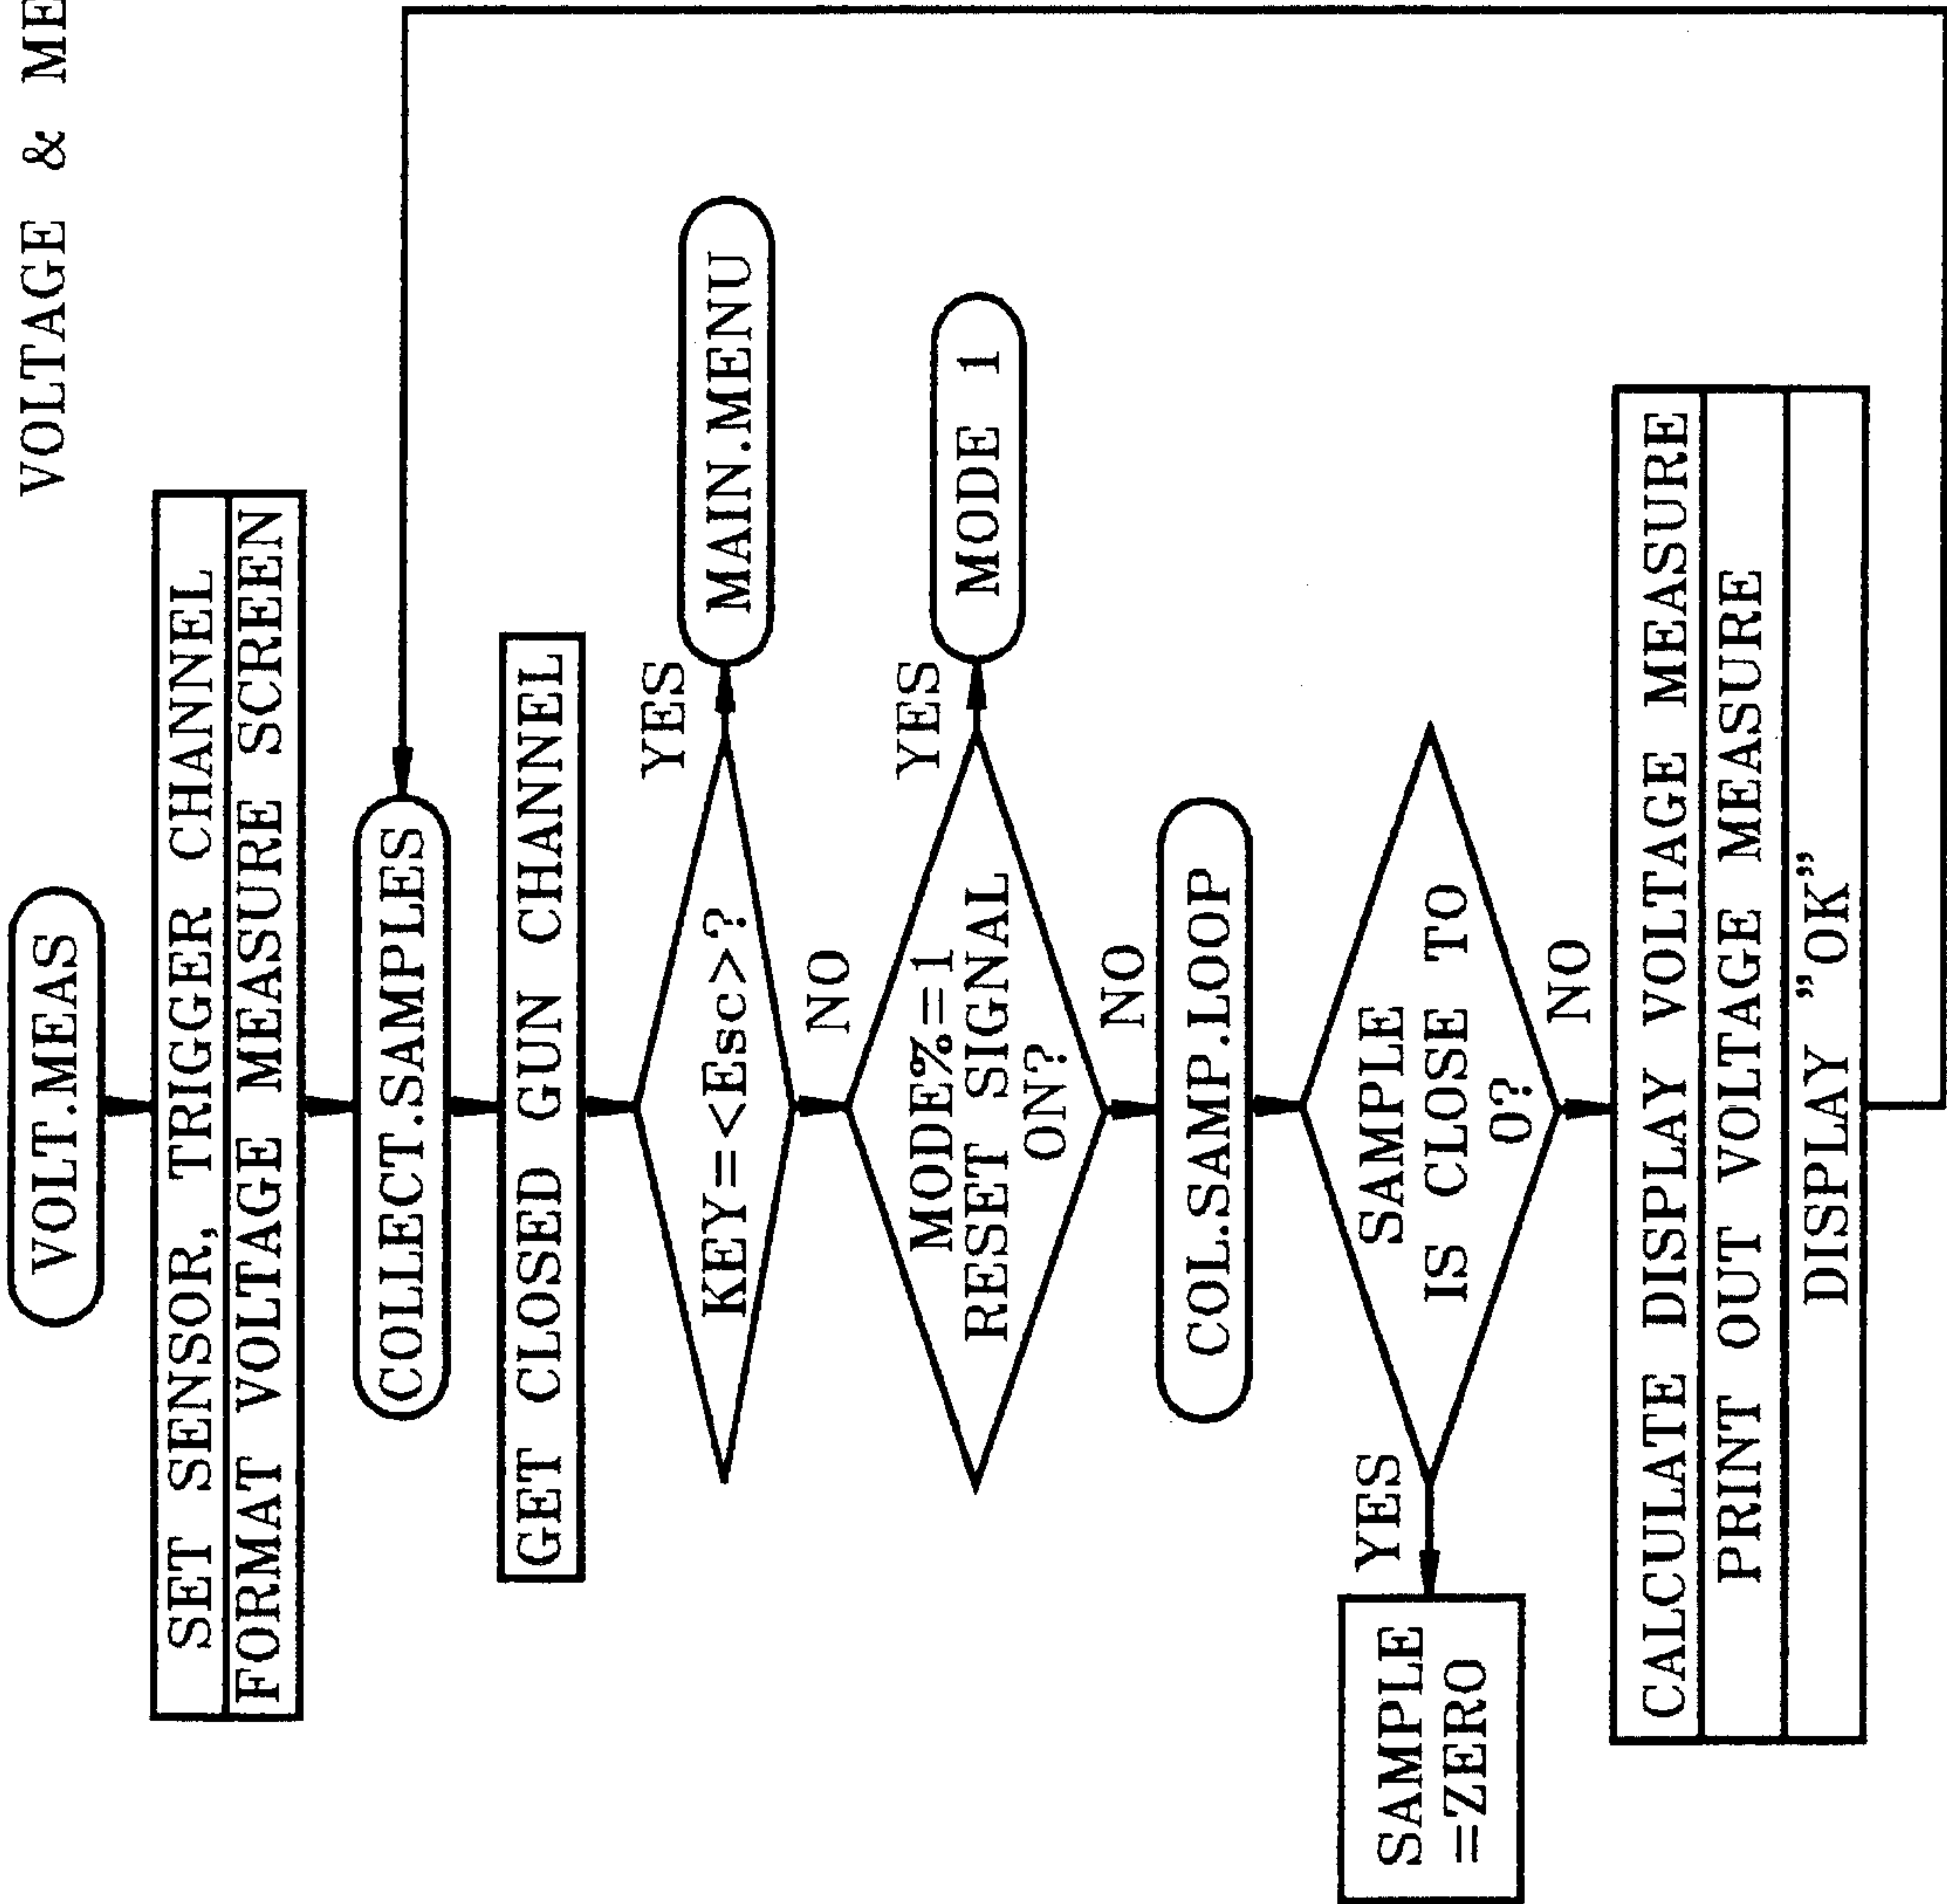 VOLTAGE & ME
VOLT.MEAS
SET SENSOR, TRIGGER CHANNEL
FORMAT VOLTAGE MEASURE SCREEN
COLLECT.SAMPLES
GET CLOSED GUN CHANNEL
KEY=<Esc>?
YES
MAIN.MENU
NO
MODE%=1
RESET SIGNAL
ON?
YES
MODE 1
NO
COL.SAMP.LOOP
SAMPLE
IS CLOSE TO
0?
YES
SAMPLE
=ZERO
NO
CALCULATE DISPLAY VOLTAGE MEASURE
PRINT OUT VOLTAGE MEASURE
DISPLAY "OK"